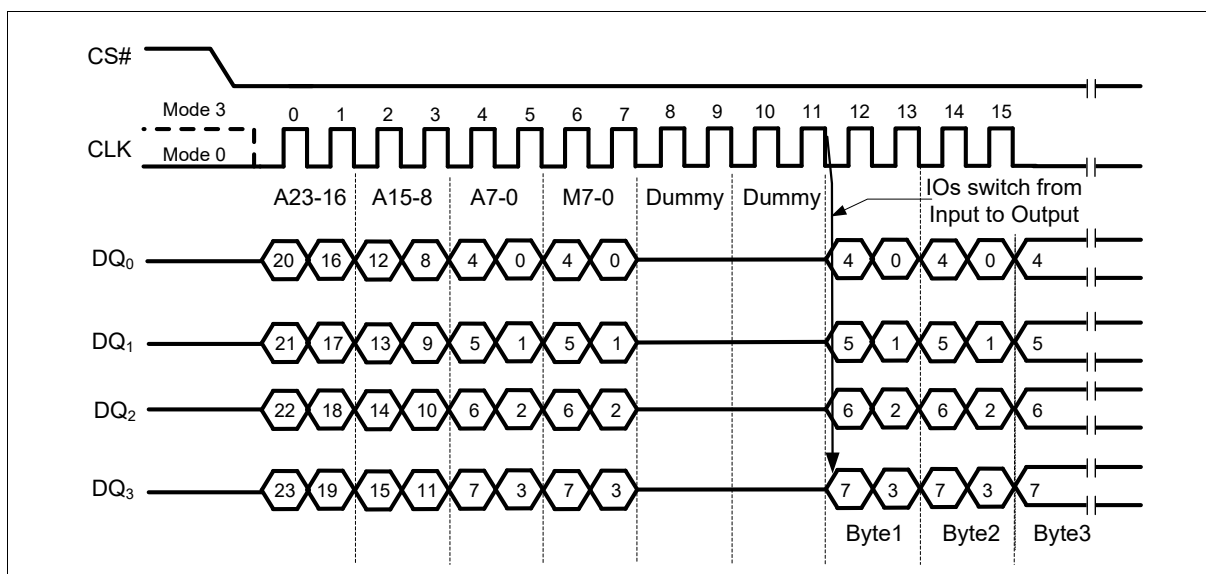 CS#
Mode 3
0 1 2 3 4 5 6 7 8 9 10 11 12 13 14 15
CLK
Mode 0
A23-16 A15-8 A7-0 M7-0 Dummy Dummy
IOs switch from
Input to Output
DQ0 20 16 12 8 4 0 4 0 4 0 4 0 4
DQ1 21 17 13 9 5 1 5 1 5 1 5 1 5
DQ2 22 18 14 10 6 2 6 2 6 2 6 2 6
DQ3 23 19 15 11 7 3 7 3 7 3 7 3 7
Byte1 Byte2 Byte3